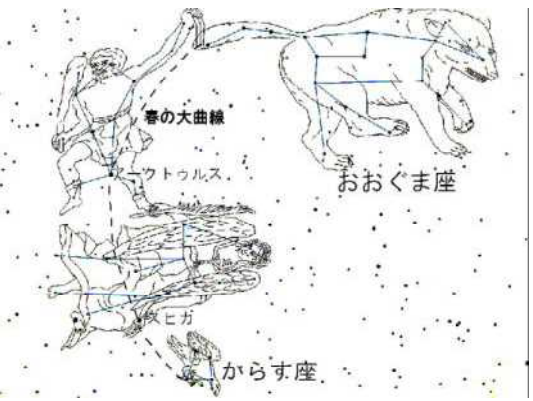 春の大曲線
アークトゥルス
おおぐま座
スピカ
からす座